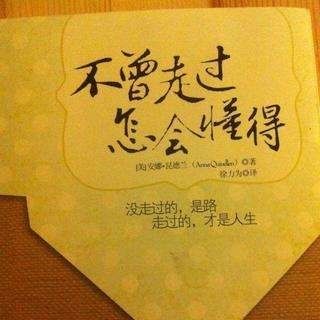 不曾走过
怎会懂得
[美]安娜•昆德兰（Anna Quindlen）著
徐力为◎译
没走过的，是路
走过的，才是人生